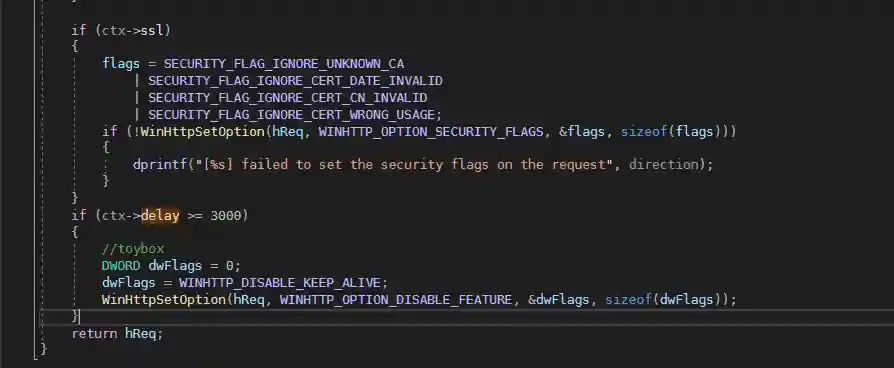 if (ctx->ssl)
{
flags = SECURITY_FLAG_IGNORE_UNKNOWN_CA
| SECURITY_FLAG_IGNORE_CERT_DATE_INVALID
| SECURITY_FLAG_IGNORE_CERT_CN_INVALID
| SECURITY_FLAG_IGNORE_CERT_WRONG_USAGE;
if (!WinHttpSetOption(hReq, WINHTTP_OPTION_SECURITY_FLAGS, &flags, sizeof(flags)))
{
dprintf("[%s] failed to set the security flags on the request", direction);
}
}
if (ctx->delay >= 3000)
{
//toybox
DWORD dwFlags = 0;
dwFlags = WINHTTP_DISABLE_KEEP_ALIVE;
WinHttpSetOption(hReq, WINHTTP_OPTION_DISABLE_FEATURE, &dwFlags, sizeof(dwFlags));
}
return hReq;
}